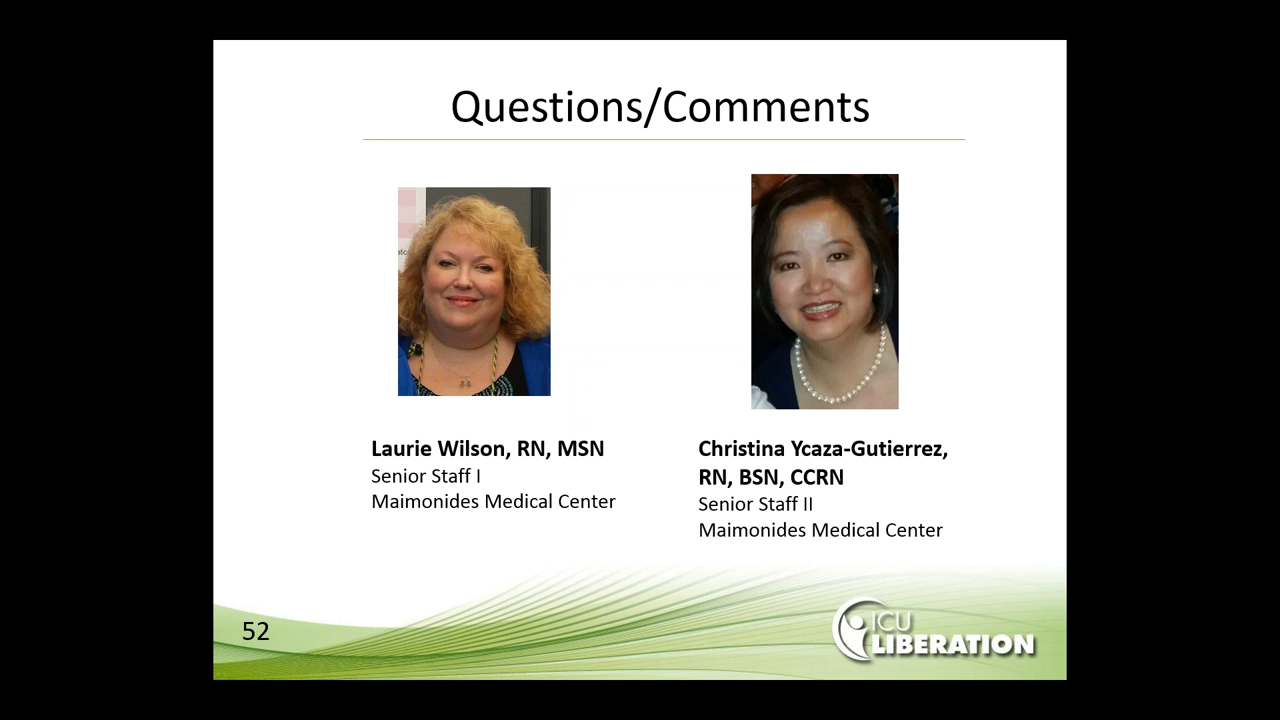 Questions/Comments
Laurie Wilson, RN, MSN
Senior Staff I
Maimonides Medical Center
Christina Ycaza-Gutierrez,
RN, BSN, CCRN
Senior Staff II
Maimonides Medical Center
52
ICU
LIBERATION